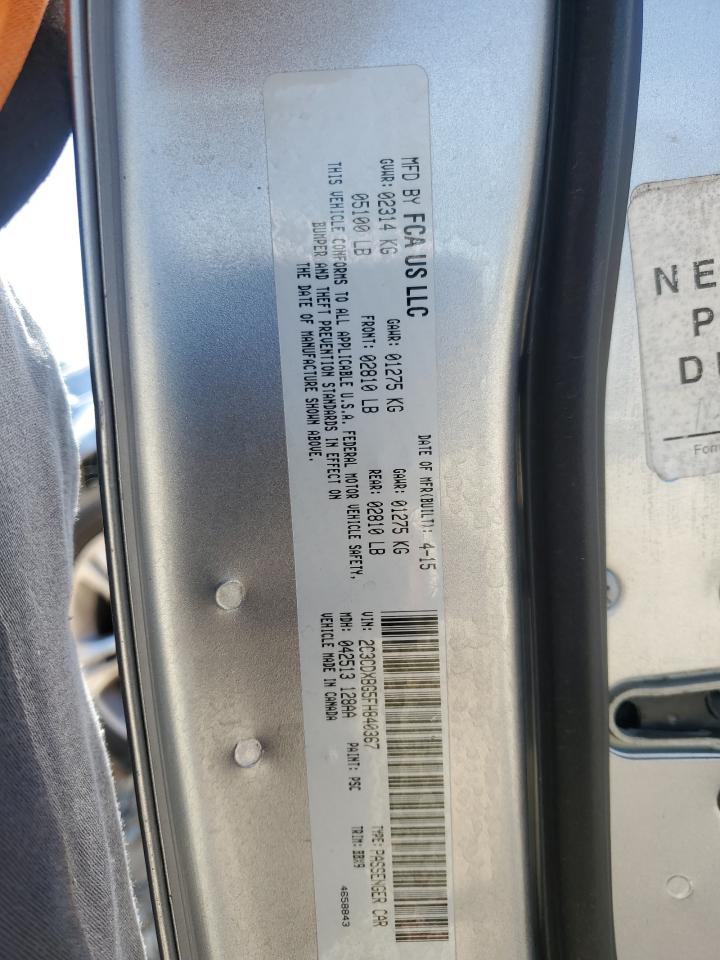 MFD BY FCA US LLC
DATE OF MFR(BUILT): 4-15
GVWR: 02314 KG
GAWR: 01275 KG
GAWR: 01275 KG
05100 LB
FRONT: 02810 LB
REAR: 02810 LB
THIS VEHICLE CONFORMS TO ALL APPLICABLE U.S.A. FEDERAL MOTOR VEHICLE SAFETY,
BUMPER AND THEFT PREVENTION STANDARDS IN EFFECT ON
THE DATE OF MANUFACTURE SHOWN ABOVE.
VIN: 2C3CDXBG5FH840367
TYPE: PASSENGER CAR
MDH: 042513 128AA
PAINT: PSC
TRIM: BBX9
VEHICLE MADE IN CANADA
4658843
NE
P
D